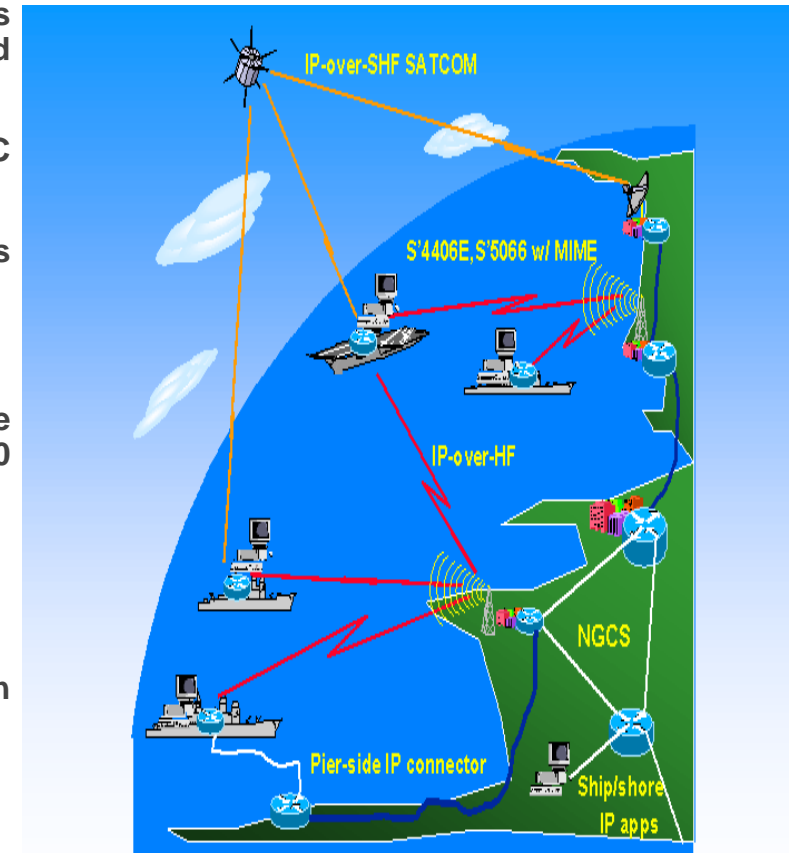 s
d
IP-over-SHF SATCOM
C
s
S'4406E,S'5066 w/ MIME
e
0
IP-over-HF
NGCS
n
Pier-side IP connector
Ship/shore
IP apps